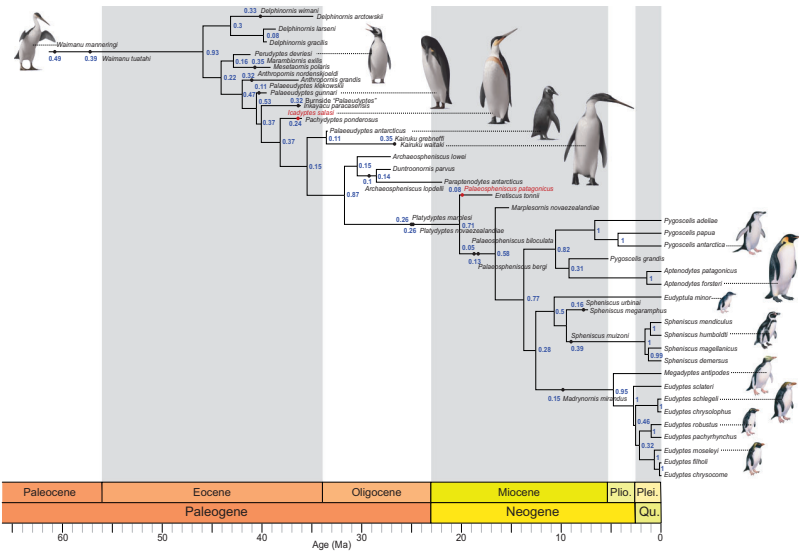 0.33 Delphinornis wimani
Delphinornis arctowskii
0.3
Delphinornis larseni
0.08
Delphinornis gracilis
Waimanu manneringi
0.49
0.39 Waimanu tuatahi
0.93
Perudyptes devriesi
0.16 0.35 Marambiornis exilis
Mesetaornis polaris
0.22
0.32 Anthropornis nordenskjoeldi
Anthropornis grandis
0.11 Palaeeudyptes klekowskii
0.47
Palaeeudyptes gunnari
0.53
0.32 Burnside "Palaeudyptes"
Inkayacu paracasensis
Icadyptes salasi
0.24 Pachydyptes ponderosus
0.37
Palaeeudyptes antarcticus
0.11
0.35 Kairuku grebneffi
Kairuku waitaki
0.37
0.15
Archaeospheniscus lowei
0.15
Duntroonornis parvus
0.1 0.14
Paraptenodytes antarcticus
Archaeospheniscus lopdelli
0.87
0.08 Palaeospheniscus patagonicus
Eretiscus tonnii
0.26 Platydyptes marplesi
0.26 Platydyptes novaezealandiae
0.71
Marplesornis novaezealandiae
Palaeospheniscus biloculata
0.05
0.13
Palaeospheniscus bergi
0.58
Pygoscelis adeliae
1
Pygoscelis papua
1
Pygoscelis antarctica
0.82
Pygoscelis grandis
0.31
Aptenodytes patagonicus
1
Aptenodytes forsteri
0.77
Eudyptula minor
0.16 Spheniscus urbinai
Spheniscus megaramphus
0.5
Spheniscus muizoni
0.39
Spheniscus mendiculus
1
Spheniscus humboldti
1
Spheniscus magellanicus
0.99
Spheniscus demersus
0.28
Megadyptes antipodes
0.95
0.15 Madrynornis mirandus
Eudyptes sclateri
1
Eudyptes schlegeli
1
Eudyptes chrysolophus
0.46
Eudyptes robustus
1
Eudyptes pachyrhynchus
0.32
Eudyptes moseleyi
1
Eudyptes filholi
1
Eudyptes chrysocome
Paleocene Eocene Oligocene Miocene Plio. Plei.
Paleogene Neogene Qu.
60 50 40 30 20 10 0
Age (Ma)